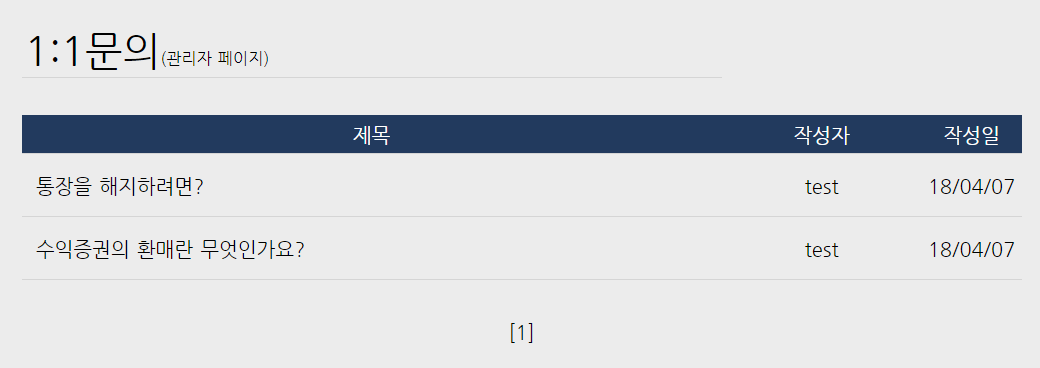 1:1문의(관리자 페이지)
제목 작성자 작성일
통장을 해지하려면? test 18/04/07
수익증권의 환매란 무엇인가요? test 18/04/07
[1]